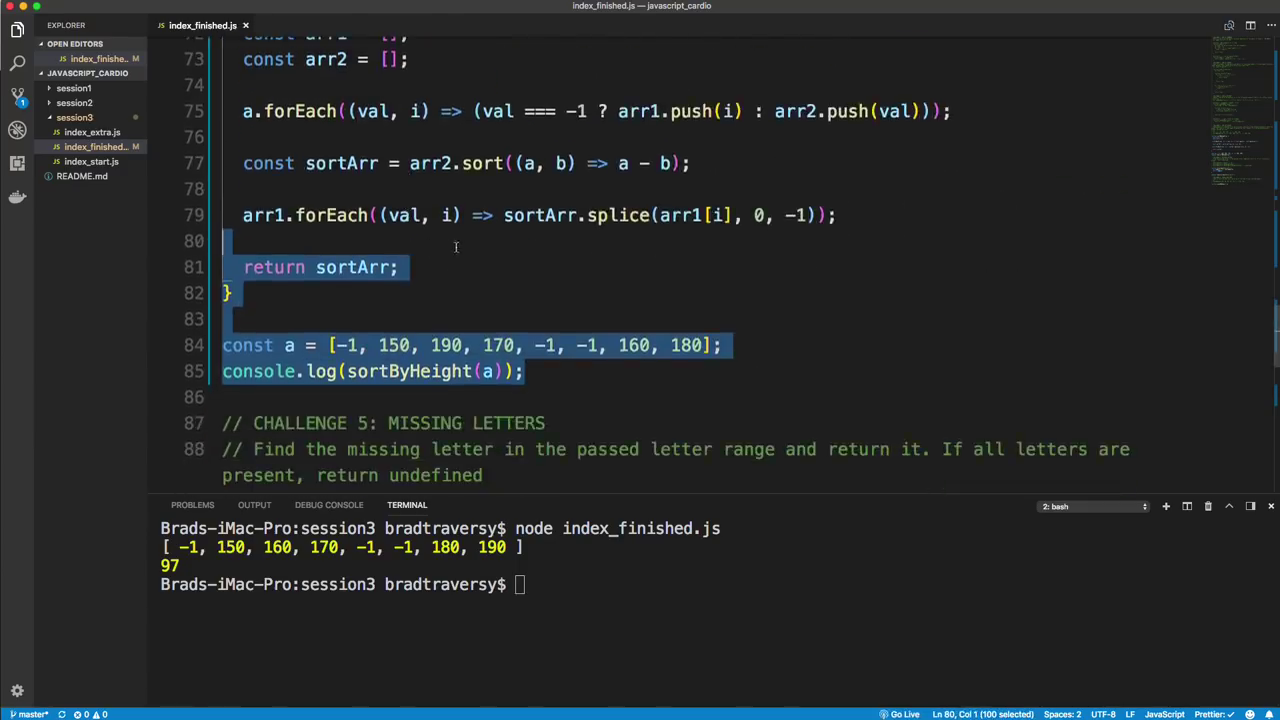 index_finished.js — javascript_cardio
EXPLORER
index_finished.js ×
OPEN EDITORS
index_finishe... M
JAVASCRIPT_CARDIO
session1
session2
session3
index_extra.js
index_finished... M
index_start.js
README.md
1
73 const arr2 = [];
74
75 a.forEach((val, i) => (val === -1 ? arr1.push(i) : arr2.push(val)));
76
77 const sortArr = arr2.sort((a, b) => a - b);
78
79 arr1.forEach((val, i) => sortArr.splice(arr1[i], 0, -1));
80
81 return sortArr;
82 }
83
84 const a = [-1, 150, 190, 170, -1, -1, 160, 180];
85 console.log(sortByHeight(a));
86
87 // CHALLENGE 5: MISSING LETTERS
88 // Find the missing letter in the passed letter range and return it. If all letters are
present, return undefined
PROBLEMS OUTPUT DEBUG CONSOLE TERMINAL 2: bash
Brads-iMac-Pro:session3 bradtraversy$ node index_finished.js
[ -1, 150, 160, 170, -1, -1, 180, 190 ]
97
Brads-iMac-Pro:session3 bradtraversy$
master* 0 0 Go Live Ln 80, Col 1 (100 selected) Spaces: 2 UTF-8 LF JavaScript Prettier: ✓